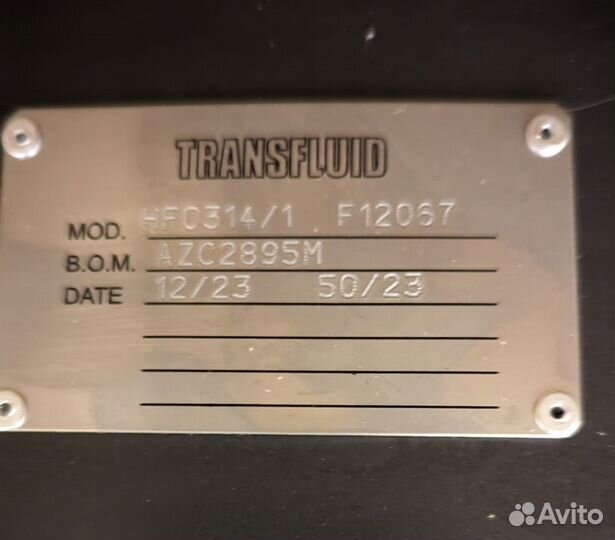 TRANSFLUID
MOD. HFO314/1 F12067
B.O.M. AZC2895M
DATE 12/23 50/23
Avito